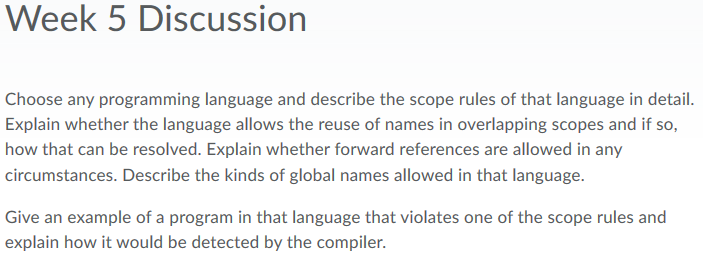 Week 5 Discussion
Choose any programming language and describe the scope rules of that language in detail.
Explain whether the language allows the reuse of names in overlapping scopes and if so,
how that can be resolved. Explain whether forward references are allowed in any
circumstances. Describe the kinds of global names allowed in that language.
Give an example of a program in that language that violates one of the scope rules and
explain how it would be detected by the compiler.